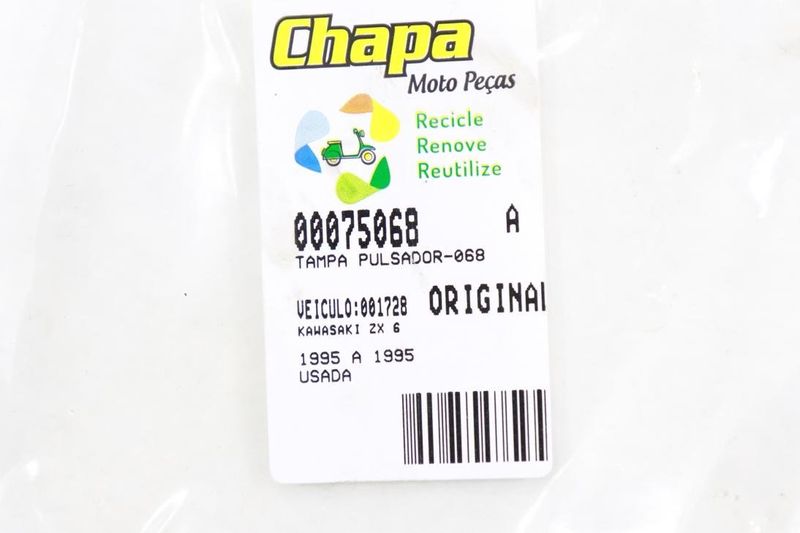 Chapa
Moto Peças
Recicle
Renove
Reutilize
00075068 A
TAMPA PULSADOR-068
VEICULO:001728 ORIGINAL
KAWASAKI ZX 6
1995 A 1995
USADA